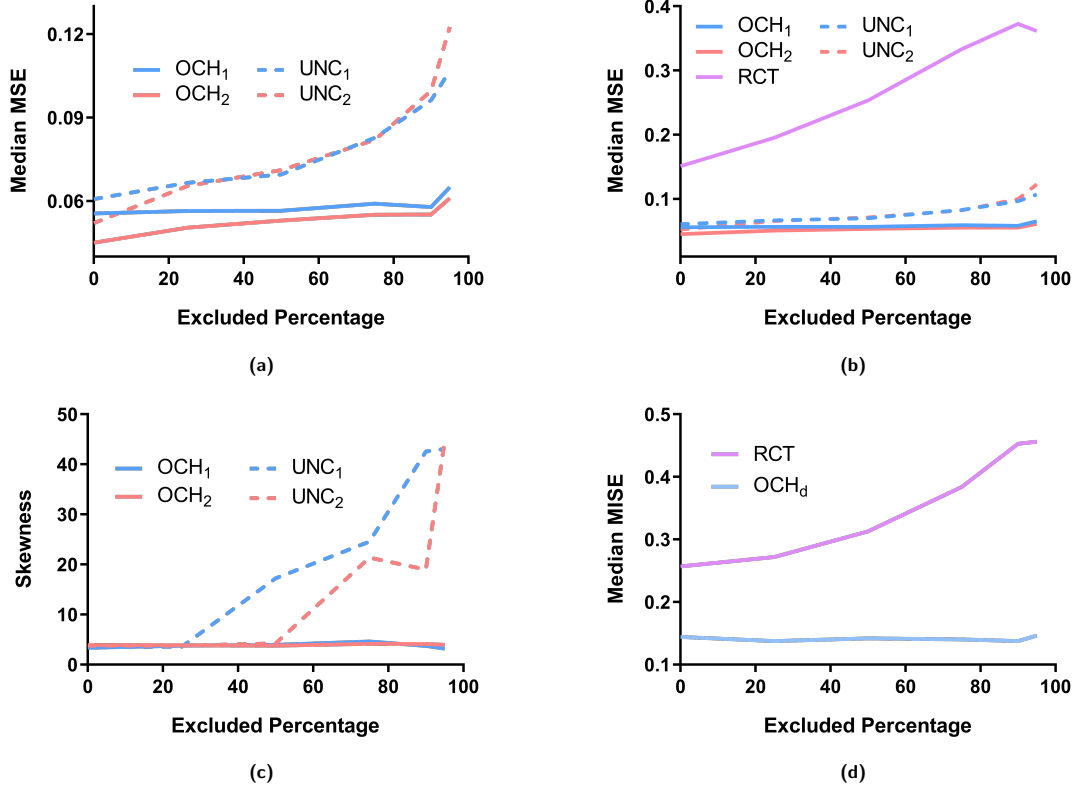 0.12
0.09
0.06
Median MSE
OCH1 UNC1
OCH2 UNC2
0 20 40 60 80 100
Excluded Percentage
(a)
0.4
0.3
0.2
0.1
Median MSE
OCH1 UNC1
OCH2 UNC2
RCT
0 20 40 60 80 100
Excluded Percentage
(b)
50
40
30
20
10
0
Skewness
OCH1 UNC1
OCH2 UNC2
0 20 40 60 80 100
Excluded Percentage
(c)
0.5
0.4
0.3
0.2
0.1
Median MISE
RCT
OCHd
0 20 40 60 80 100
Excluded Percentage
(d)